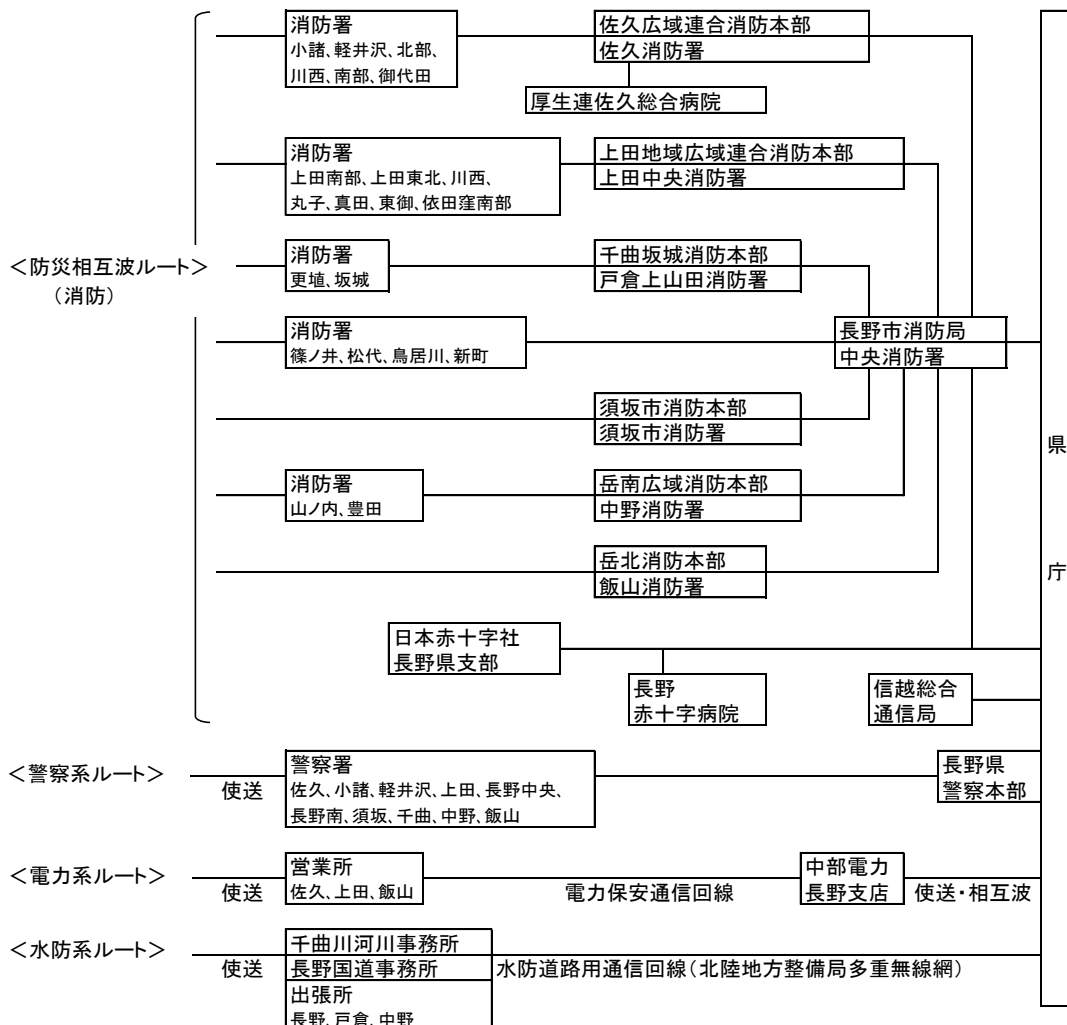 消防署
小諸、軽井沢、北部、
川西、南部、御代田
佐久広域連合消防本部
佐久消防署
厚生連佐久総合病院
消防署
上田南部、上田東北、川西、
丸子、真田、東御、依田窪南部
上田地域広域連合消防本部
上田中央消防署
<防災相互波ルート>
(消防)
消防署
更埴、坂城
千曲坂城消防本部
戸倉上山田消防署
消防署
篠ノ井、松代、鳥居川、新町
長野市消防局
中央消防署
須坂市消防本部
須坂市消防署
消防署
山ノ内、豊田
岳南広域消防本部
中野消防署
岳北消防本部
飯山消防署
県
庁
日本赤十字社
長野県支部
長野
赤十字病院
信越総合
通信局
<警察系ルート>
使送
警察署
佐久、小諸、軽井沢、上田、長野中央、
長野南、須坂、千曲、中野、飯山
長野県
警察本部
<電力系ルート>
使送
営業所
佐久、上田、飯山
電力保安通信回線
中部電力
長野支店
使送・相互波
<水防系ルート>
使送
千曲川河川事務所
長野国道事務所
水防道路用通信回線(北陸地方整備局多重無線網)
出張所
長野、戸倉、中野